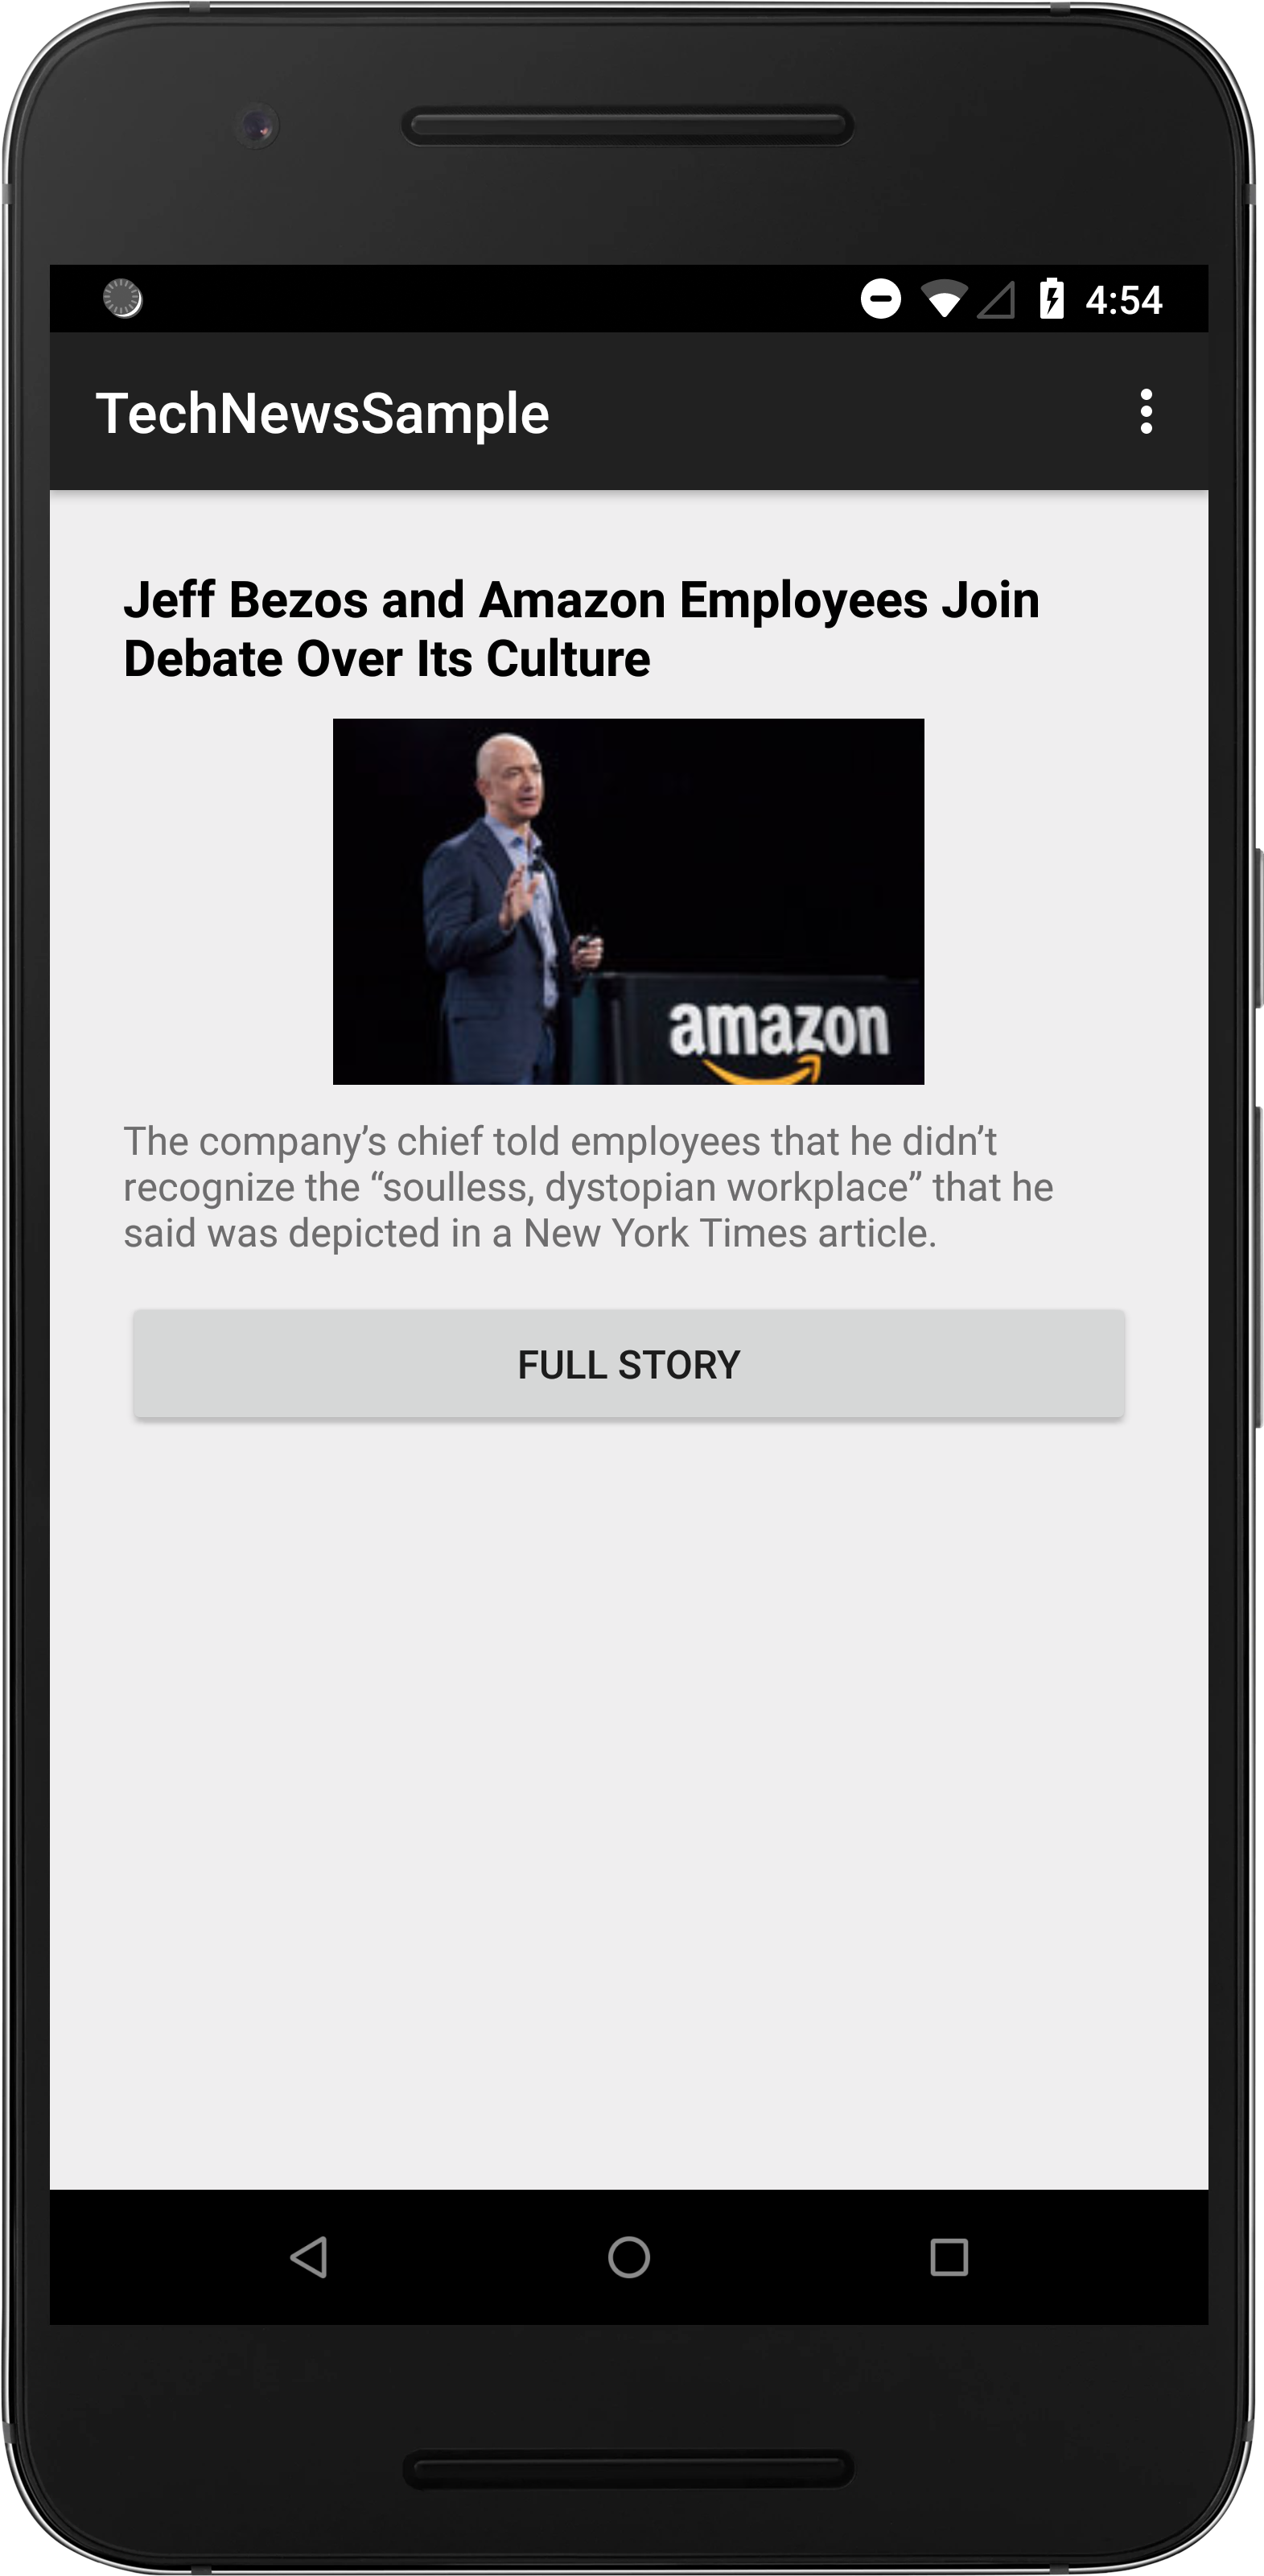 4:54
TechNewsSample
Jeff Bezos and Amazon Employees Join
Debate Over Its Culture
amazon
The company’s chief told employees that he didn’t
recognize the “soulless, dystopian workplace” that he
said was depicted in a New York Times article.
FULL STORY